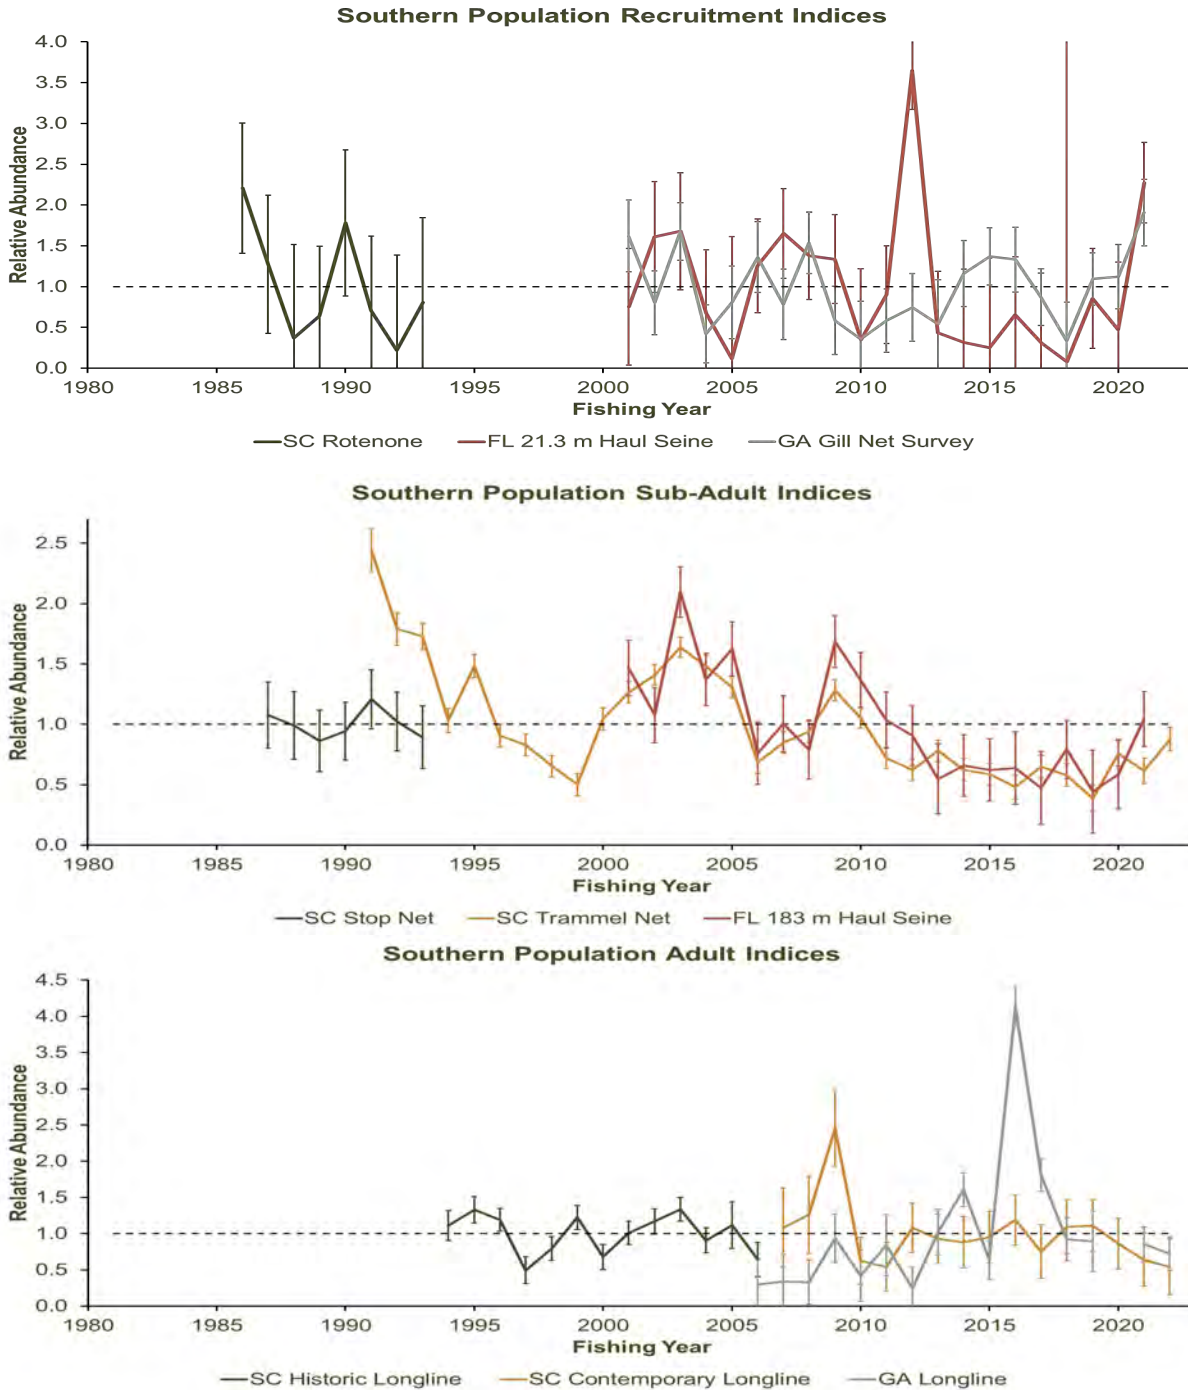 Southern Population Recruitment Indices
4.0
3.5
3.0
2.5
2.0
1.5
1.0
0.5
0.0
Relative Abundance
1980 1985 1990 1995 2000 2005 2010 2015 2020
Fishing Year
SC Rotenone FL 21.3 m Haul Seine GA Gill Net Survey
Southern Population Sub-Adult Indices
2.5
2.0
1.5
1.0
0.5
0.0
Relative Abundance
1980 1985 1990 1995 2000 2005 2010 2015 2020
Fishing Year
SC Stop Net SC Trammel Net FL 183 m Haul Seine
Southern Population Adult Indices
4.5
4.0
3.5
3.0
2.5
2.0
1.5
1.0
0.5
0.0
Relative Abundance
1980 1985 1990 1995 2000 2005 2010 2015 2020
Fishing Year
SC Historic Longline SC Contemporary Longline GA Longline